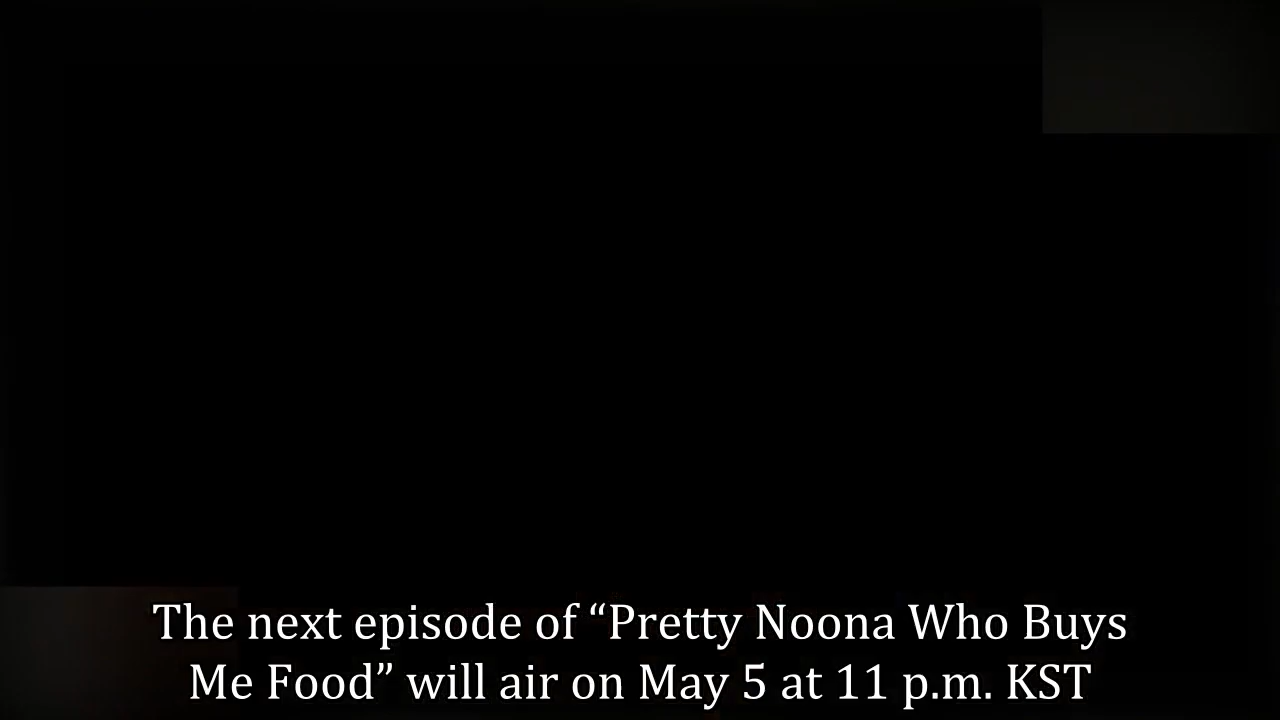 The next episode of “Pretty Noona Who Buys
Me Food” will air on May 5 at 11 p.m. KST